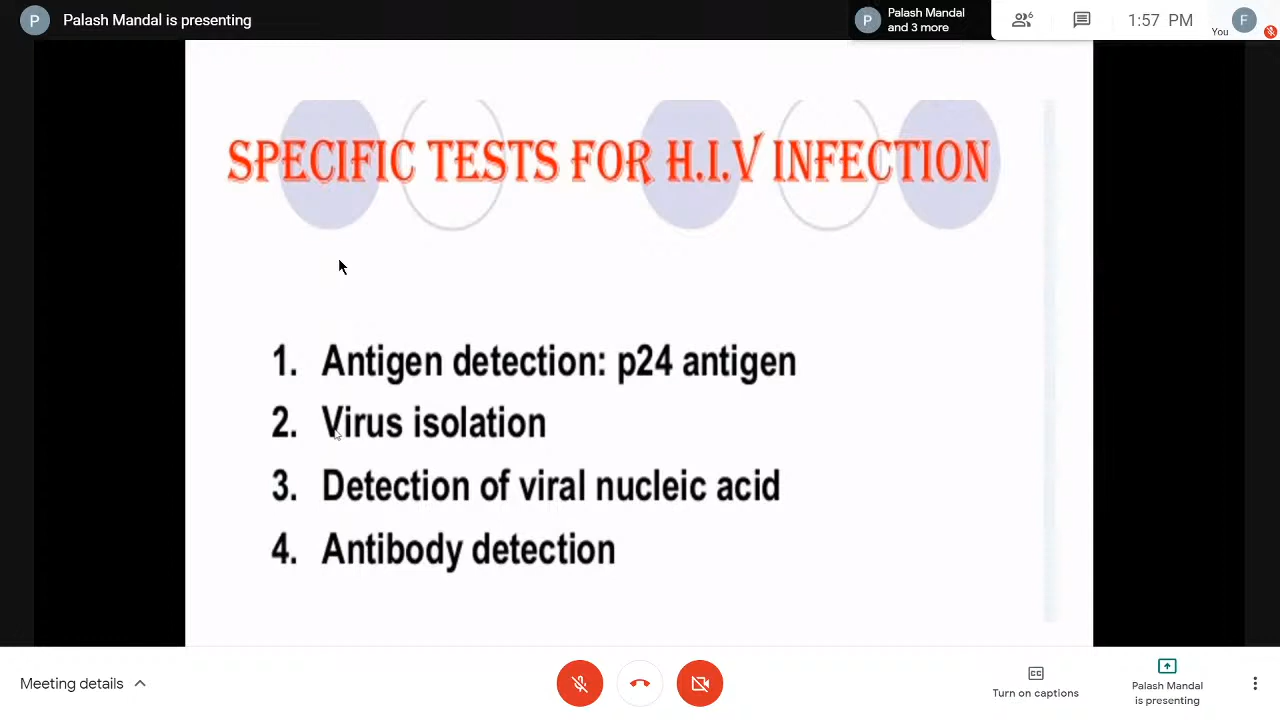 P Palash Mandal is presenting
P Palash Mandal
and 3 more
6
1:57 PM
You
F
SPECIFIC TESTS FOR H.I.V INFECTION
1. Antigen detection: p24 antigen
2. Virus isolation
3. Detection of viral nucleic acid
4. Antibody detection
Meeting details
CC
Turn on captions
Palash Mandal
is presenting